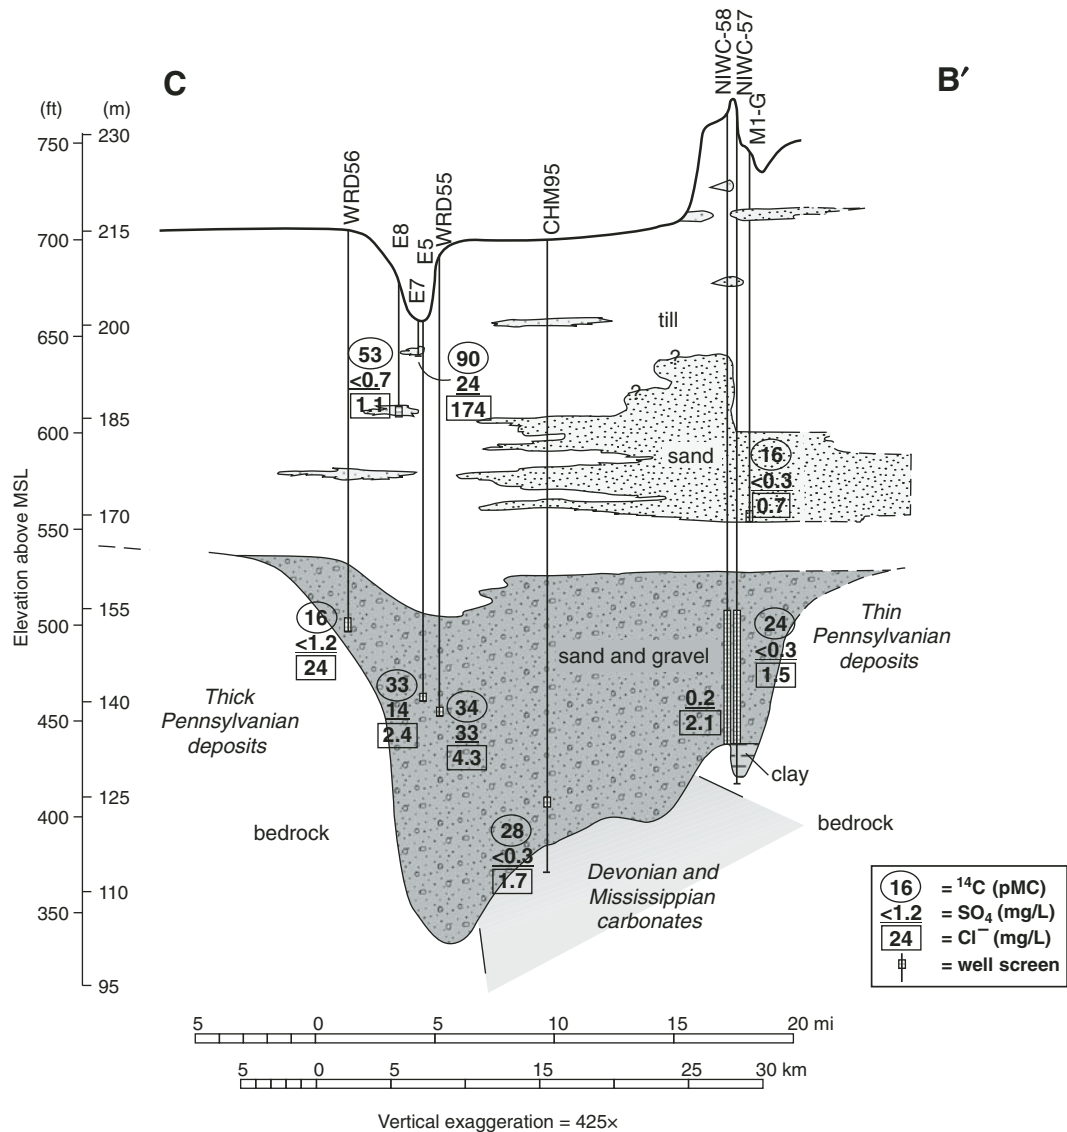 C
B′
(ft)
(m)
750
700
650
600
550
500
450
400
350
230
215
200
185
170
155
140
125
110
95
Elevation above MSL
WRD56
E8
E7
E5
WRD55
CHM95
NIWC-58
NIWC-57
M1-G
till
53
<0.7
1.1
90
24
174
?
?
sand
16
<0.3
0.7
16
<1.2
24
33
14
2.4
34
33
4.3
sand and gravel
0.2
2.1
24
<0.3
1.5
Thin
Pennsylvanian
deposits
Thick
Pennsylvanian
deposits
clay
28
<0.3
1.7
bedrock
bedrock
Devonian and
Mississippian
carbonates
16 = ¹⁴C (pMC)
<1.2 = SO₄ (mg/L)
24 = Cl⁻ (mg/L)
= well screen
5 0 5 10 15 20 mi
5 0 5 15 25 30 km
Vertical exaggeration = 425×